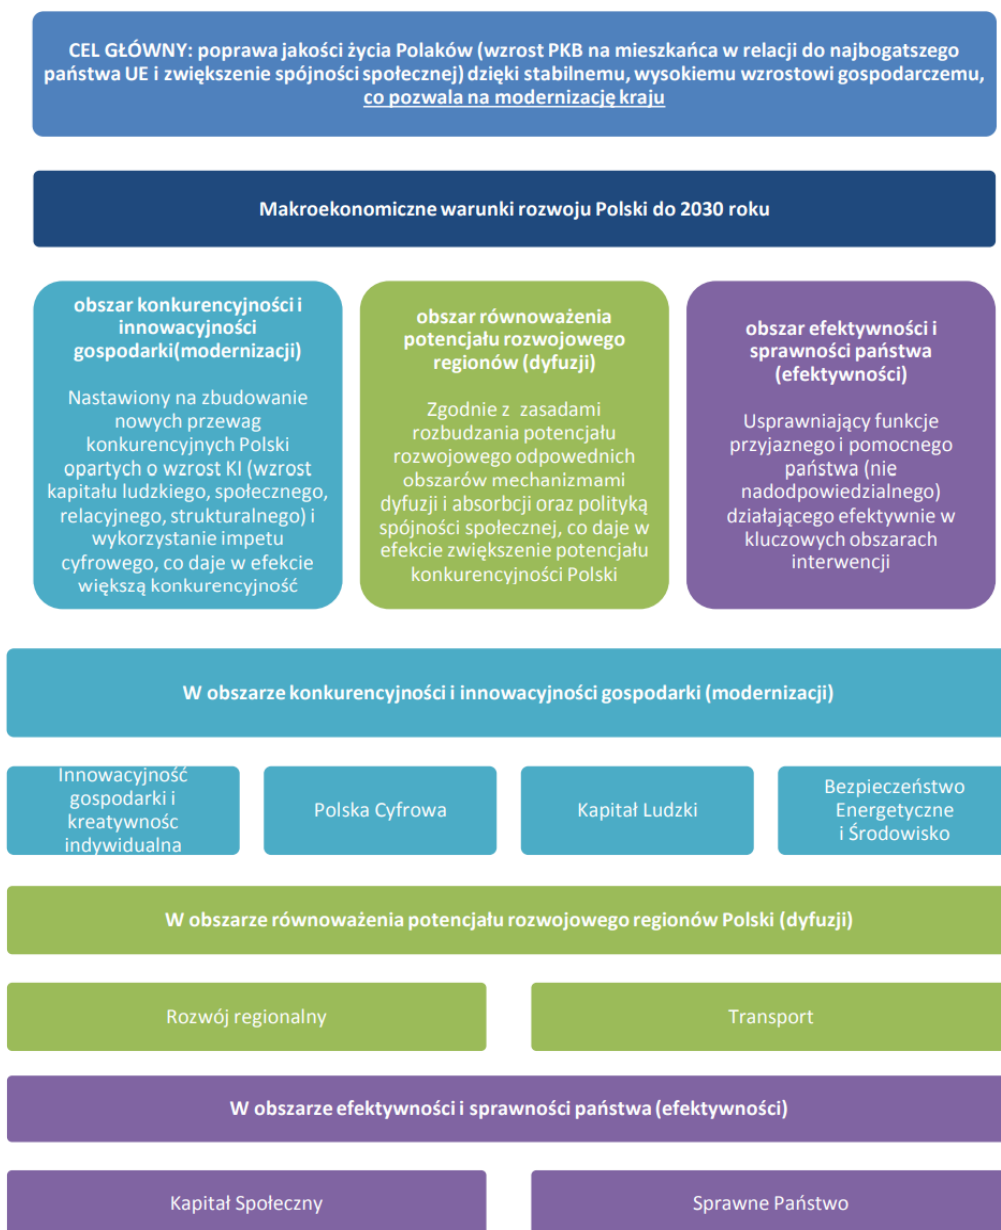 CEL GŁÓWNY: poprawa jakości życia Polaków (wzrost PKB na mieszkańca w relacji do najbogatszego
państwa UE i zwiększenie spójności społecznej) dzięki stabilnemu, wysokiemu wzrostowi gospodarczemu,
co pozwala na modernizację kraju
Makroekonomiczne warunki rozwoju Polski do 2030 roku
obszar konkurencyjności i
innowacyjności
gospodarki(modernizacji)
Nastawiony na zbudowanie
nowych przewag
konkurencyjnych Polski
opartych o wzrost KI (wzrost
kapitału ludzkiego, społecznego,
relacyjnego, strukturalnego) i
wykorzystanie impetu
cyfrowego, co daje w efekcie
większą konkurencyjność
obszar równoważenia
potencjału rozwojowego
regionów (dyfuzji)
Zgodnie z zasadami
rozbudzania potencjału
rozwojowego odpowednich
obszarów mechanizmami
dyfuzji i absorbcji oraz polityką
spójności społecznej, co daje w
efekcie zwiększenie potencjału
konkurencyjności Polski
obszar efektywności i
sprawności państwa
(efektywności)
Usprawniający funkcje
przyjaznego i pomocnego
państwa (nie
nadodpowiedzialnego)
działającego efektywnie w
kluczowych obszarach
interwencji
W obszarze konkurencyjności i innowacyjności gospodarki (modernizacji)
Innowacyjność
gospodarki i
kreatywnośc
indywidualna
Polska Cyfrowa
Kapitał Ludzki
Bezpieczeństwo
Energetyczne
i Środowisko
W obszarze równoważenia potencjału rozwojowego regionów Polski (dyfuzji)
Rozwój regionalny
Transport
W obszarze efektywności i sprawności państwa (efektywności)
Kapitał Społeczny
Sprawne Państwo